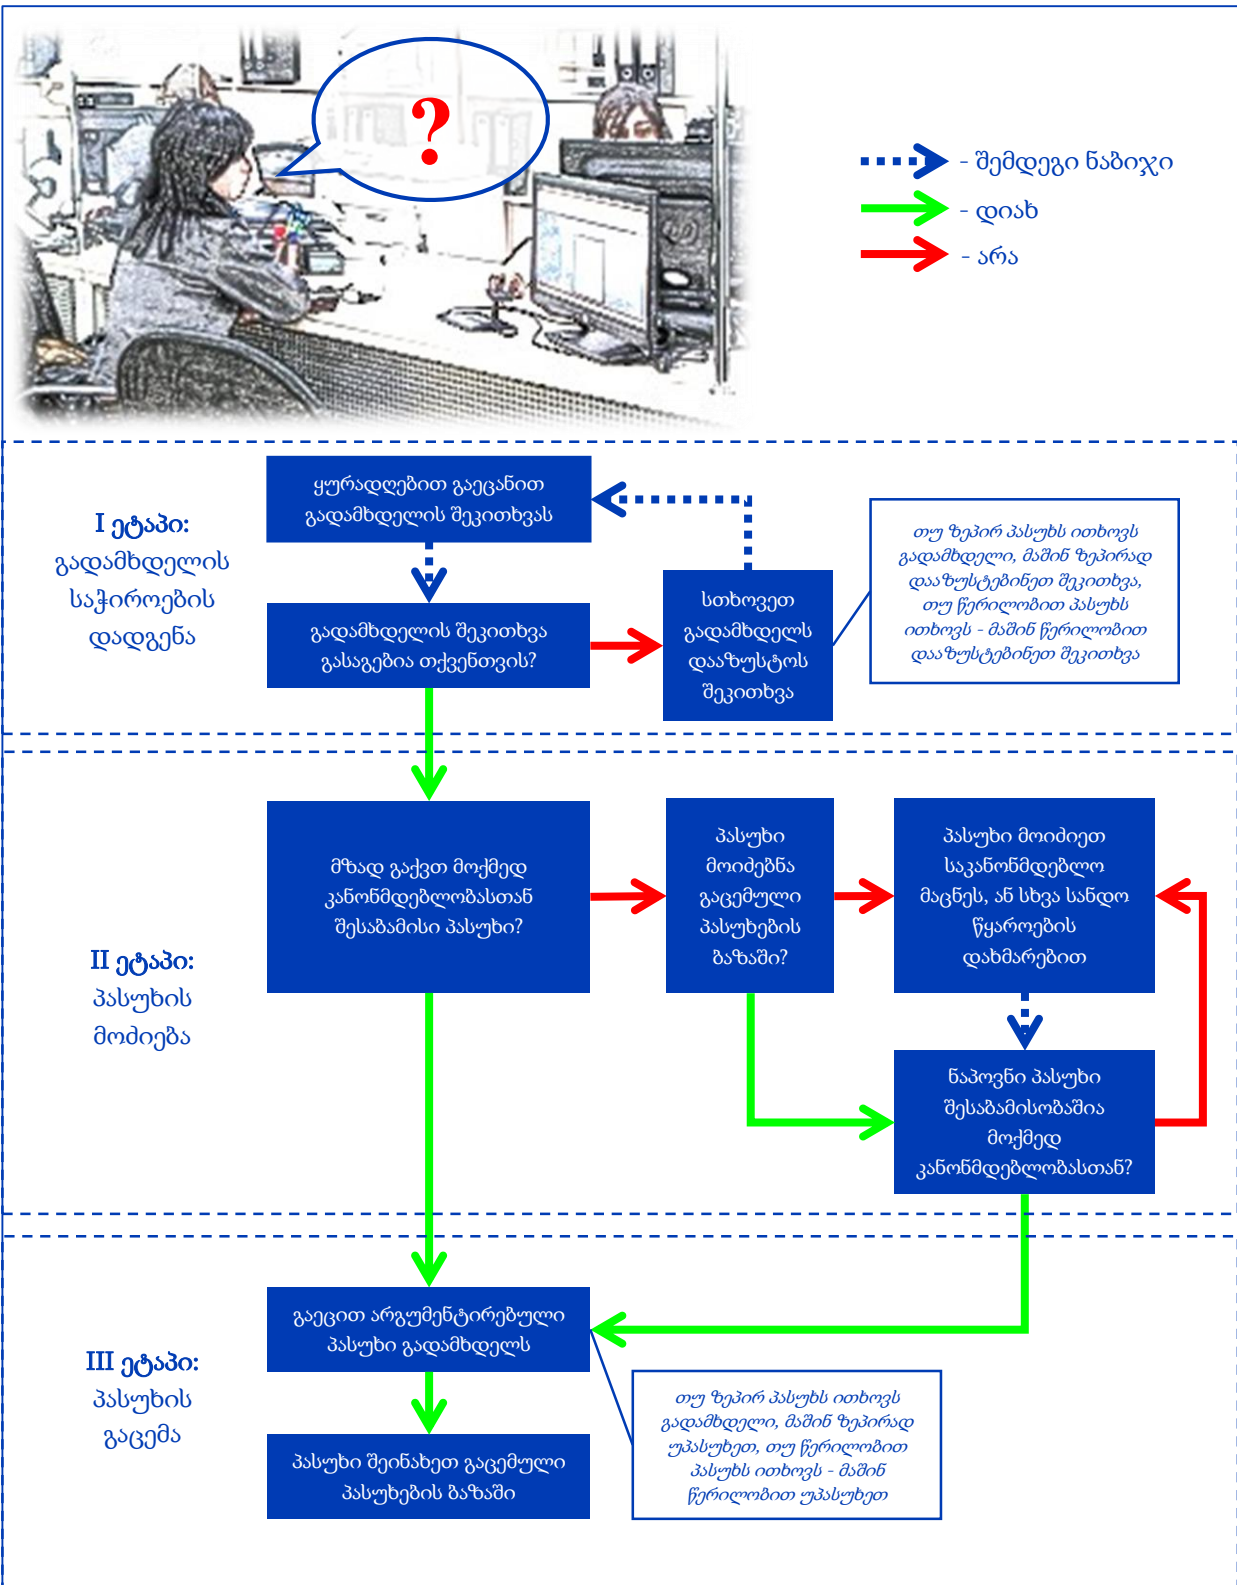 ?
- შემდეგი ნაბიჯი
- დიახ
- არა
I ეტაპი:
გადამხდელის
საჭიროების
დადგენა
ყურადღებით გაეცანით
გადამხდელის შეკითხვას
გადამხდელის შეკითხვა
გასაგებია თქვენთვის?
სთხოვეთ
გადამხდელს
დააზუსტოს
შეკითხვა
თუ ზეპირ პასუხს ითხოვს
გადამხდელი, მაშინ ზეპირად
დააზუსტებინეთ შეკითხვა,
თუ წერილობით პასუხს
ითხოვს - მაშინ წერილობით
დააზუსტებინეთ შეკითხვა
II ეტაპი:
პასუხის
მოძიება
მზად გაქვთ მოქმედ
კანონმდებლობასთან
შესაბამისი პასუხი?
პასუხი
მოიძებნა
გაცემული
პასუხების
ბაზაში?
პასუხი მოიძიეთ
საკანონმდებლო
მაცნეს, ან სხვა სანდო
წყაროების
დახმარებით
ნაპოვნი პასუხი
შესაბამისობაშია
მოქმედ
კანონმდებლობასთან?
III ეტაპი:
პასუხის
გაცემა
გაეცით არგუმენტირებული
პასუხი გადამხდელს
პასუხი შეინახეთ გაცემული
პასუხების ბაზაში
თუ ზეპირ პასუხს ითხოვს
გადამხდელი, მაშინ ზეპირად
უპასუხეთ, თუ წერილობით
პასუხს ითხოვს - მაშინ
წერილობით უპასუხეთ